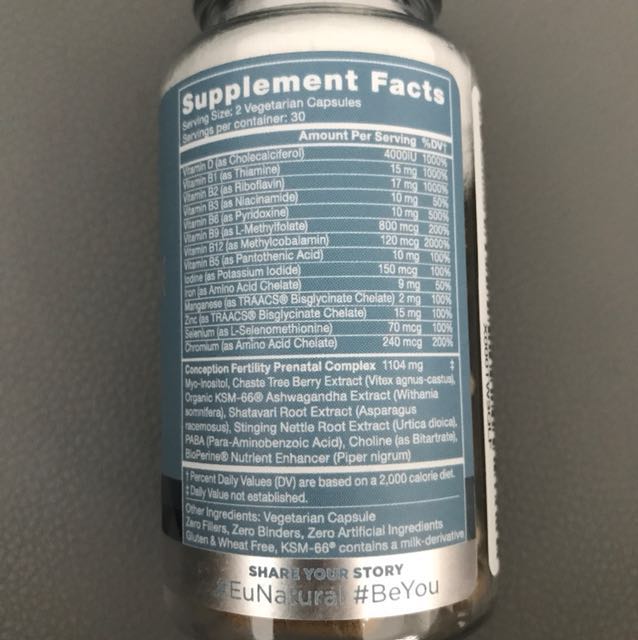 Supplement Facts
Serving Size: 2 Vegetarian Capsules
Servings per container: 30
Amount Per Serving %DV†
Vitamin D (as Cholecalciferol) 4000IU 1000%
Vitamin B1 (as Thiamine) 15 mg 1000%
Vitamin B2 (as Riboflavin) 17 mg 1000%
Vitamin B3 (as Niacinamide) 10 mg 50%
Vitamin B6 (as Pyridoxine) 10 mg 500%
Vitamin B9 (as L-Methylfolate) 800 mcg 200%
Vitamin B12 (as Methylcobalamin) 120 mcg 2000%
Vitamin B5 (as Pantothenic Acid) 10 mg 100%
Iodine (as Potassium Iodide) 150 mcg 100%
Iron (as Amino Acid Chelate) 9 mg 50%
Manganese (as TRAACS® Bisglycinate Chelate) 2 mg 100%
Zinc (as TRAACS® Bisglycinate Chelate) 15 mg 100%
Selenium (as L-Selenomethionine) 70 mcg 100%
Chromium (as Amino Acid Chelate) 240 mcg 200%
Conception Fertility Prenatal Complex 1104 mg ‡
Myo-Inositol, Chaste Tree Berry Extract (Vitex agnus-castus),
Organic KSM-66® Ashwagandha Extract (Withania
somnifera), Shatavari Root Extract (Asparagus
racemosus), Stinging Nettle Root Extract (Urtica dioica),
PABA (Para-Aminobenzoic Acid), Choline (as Bitartrate),
BioPerine® Nutrient Enhancer (Piper nigrum)
† Percent Daily Values (DV) are based on a 2,000 calorie diet.
‡ Daily Value not established.
Other Ingredients: Vegetarian Capsule
Zero Fillers, Zero Binders, Zero Artificial Ingredients
Gluten & Wheat Free, KSM-66® contains a milk-derivative
SHARE YOUR STORY
#EuNatural #BeYou